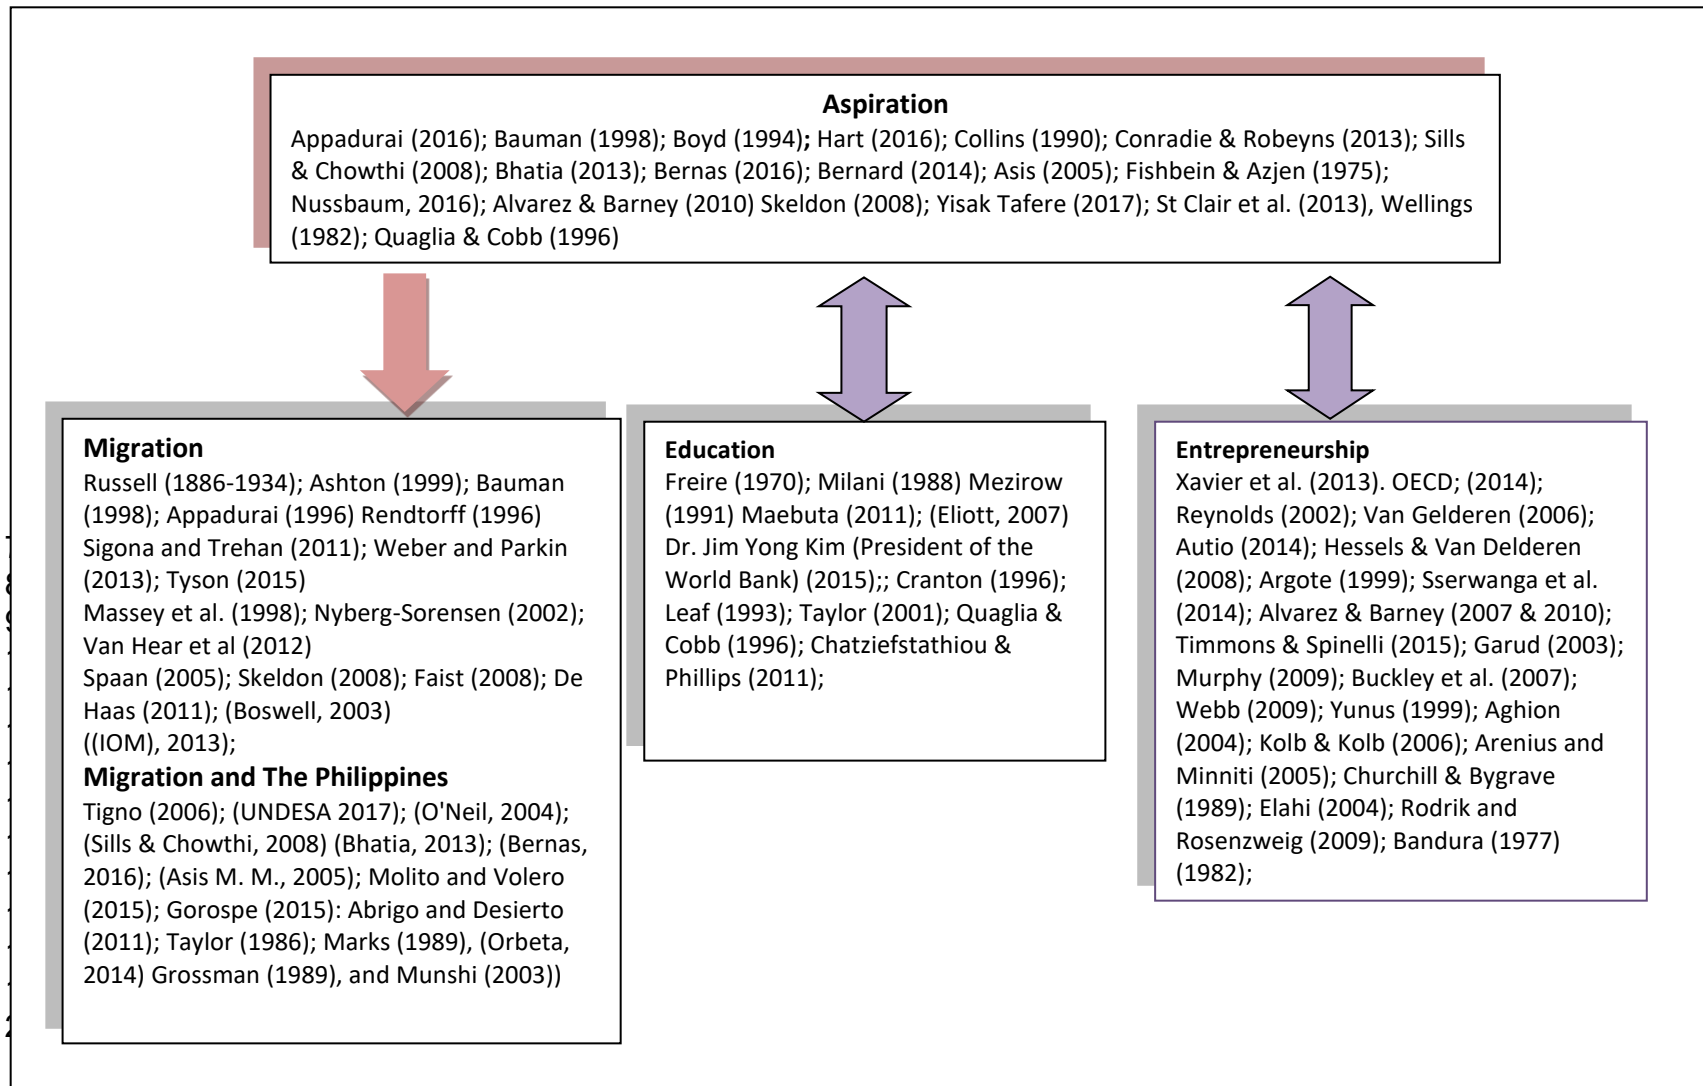 Aspiration
Appadurai (2016); Bauman (1998); Boyd (1994); Hart (2016); Collins (1990); Conradie & Robeyns (2013); Sills
& Chowthi (2008); Bhatia (2013); Bernas (2016); Bernard (2014); Asis (2005); Fishbein & Azjen (1975);
Nussbaum, 2016); Alvarez & Barney (2010) Skeldon (2008); Yisak Tafere (2017); St Clair et al. (2013), Wellings
(1982); Quaglia & Cobb (1996)
Migration
Russell (1886-1934); Ashton (1999); Bauman
(1998); Appadurai (1996) Rendtorff (1996)
Sigona and Trehan (2011); Weber and Parkin
(2013); Tyson (2015)
Massey et al. (1998); Nyberg-Sorensen (2002);
Van Hear et al (2012)
Spaan (2005); Skeldon (2008); Faist (2008); De
Haas (2011); (Boswell, 2003)
((IOM), 2013);
Migration and The Philippines
Tigno (2006); (UNDESA 2017); (O'Neil, 2004);
(Sills & Chowthi, 2008) (Bhatia, 2013); (Bernas,
2016); (Asis M. M., 2005); Molito and Volero
(2015); Gorospe (2015): Abrigo and Desierto
(2011); Taylor (1986); Marks (1989), (Orbeta,
2014) Grossman (1989), and Munshi (2003))
Education
Freire (1970); Milani (1988) Mezirow
(1991) Maebuta (2011); (Eliott, 2007)
Dr. Jim Yong Kim (President of the
World Bank) (2015);; Cranton (1996);
Leaf (1993); Taylor (2001); Quaglia &
Cobb (1996); Chatziefstathiou &
Phillips (2011);
Entrepreneurship
Xavier et al. (2013). OECD; (2014);
Reynolds (2002); Van Gelderen (2006);
Autio (2014); Hessels & Van Delderen
(2008); Argote (1999); Sserwanga et al.
(2014); Alvarez & Barney (2007 & 2010);
Timmons & Spinelli (2015); Garud (2003);
Murphy (2009); Buckley et al. (2007);
Webb (2009); Yunus (1999); Aghion
(2004); Kolb & Kolb (2006); Arenius and
Minniti (2005); Churchill & Bygrave
(1989); Elahi (2004); Rodrik and
Rosenzweig (2009); Bandura (1977)
(1982);